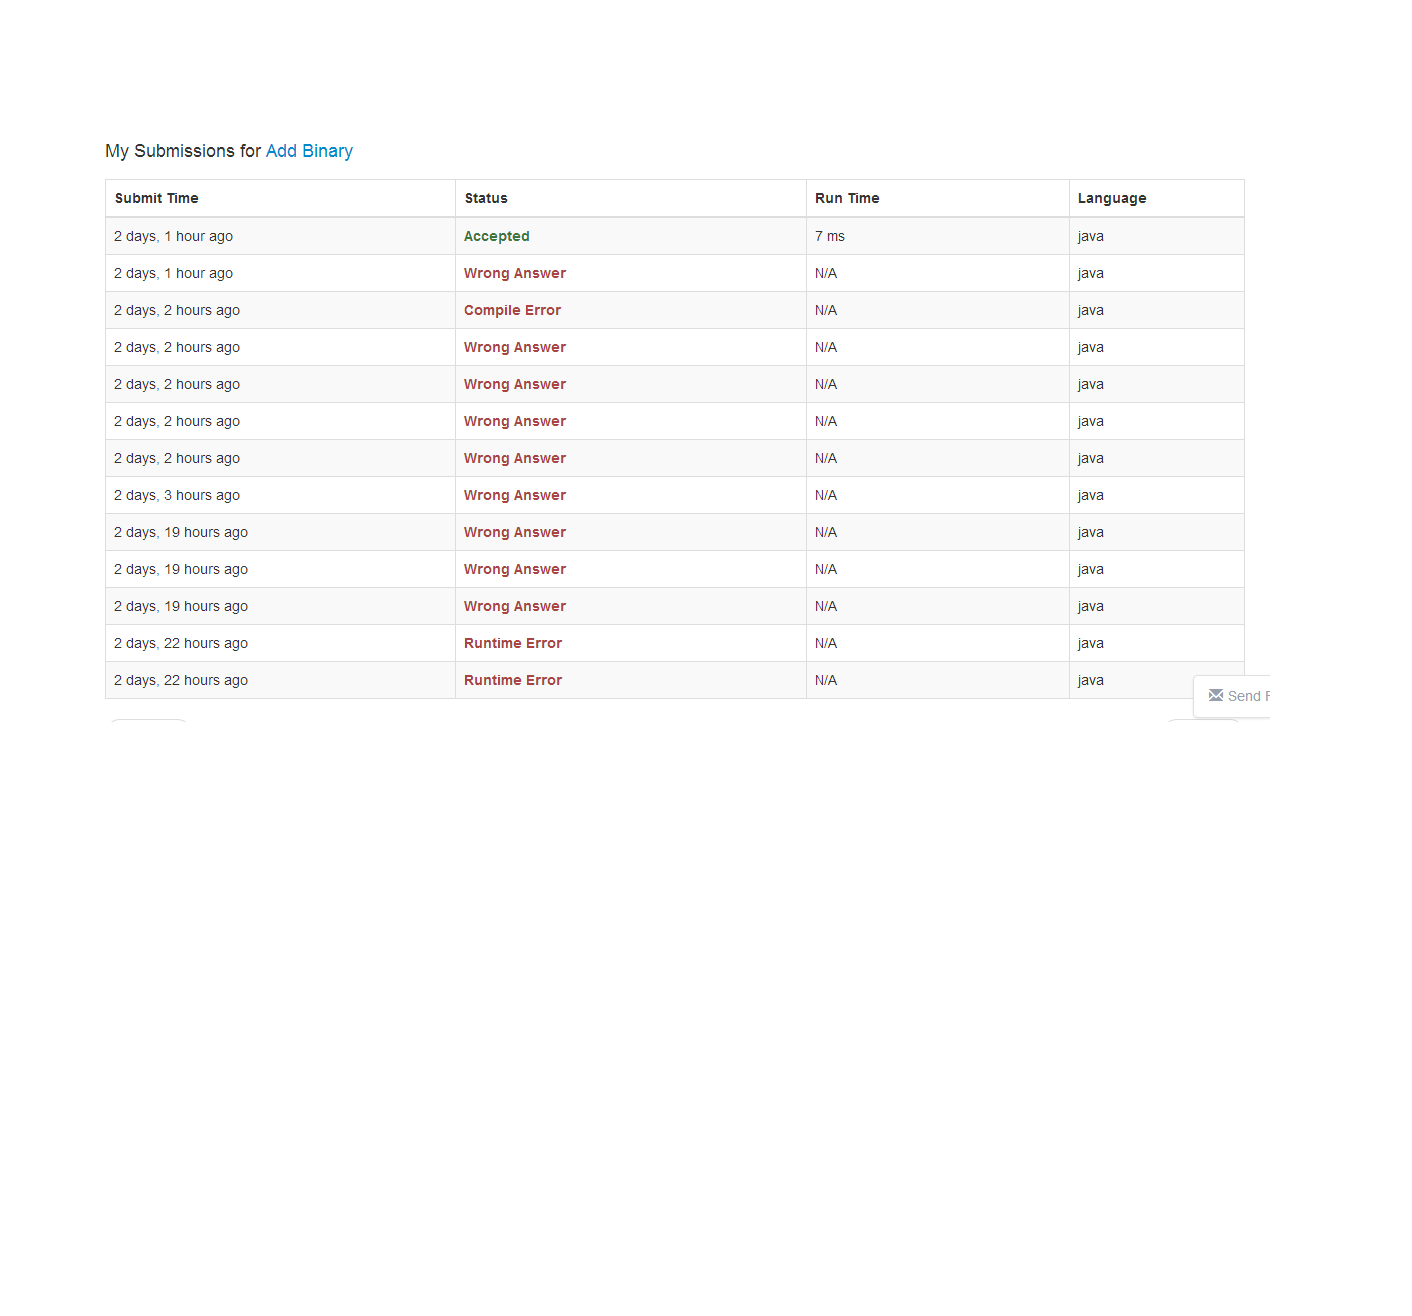 My Submissions for Add Binary
Submit Time Status Run Time Language
2 days, 1 hour ago Accepted 7 ms java
2 days, 1 hour ago Wrong Answer N/A java
2 days, 2 hours ago Compile Error N/A java
2 days, 2 hours ago Wrong Answer N/A java
2 days, 2 hours ago Wrong Answer N/A java
2 days, 2 hours ago Wrong Answer N/A java
2 days, 2 hours ago Wrong Answer N/A java
2 days, 3 hours ago Wrong Answer N/A java
2 days, 19 hours ago Wrong Answer N/A java
2 days, 19 hours ago Wrong Answer N/A java
2 days, 19 hours ago Wrong Answer N/A java
2 days, 22 hours ago Runtime Error N/A java
2 days, 22 hours ago Runtime Error N/A java
Send